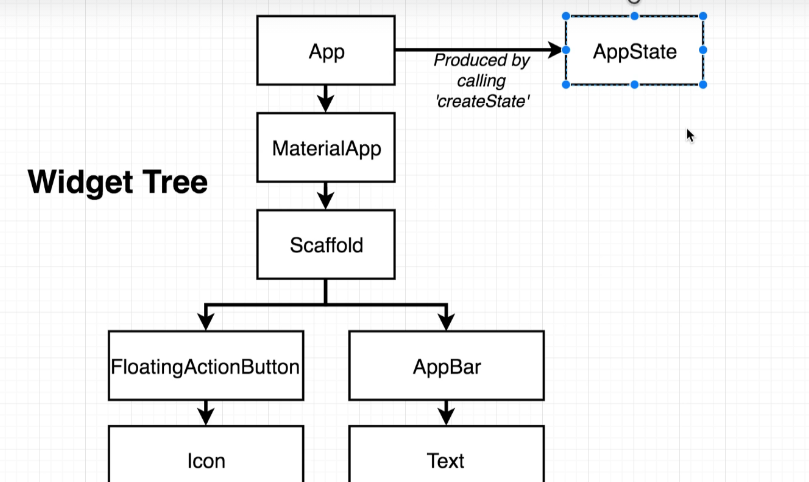 App
AppState
Produced by
calling
'createState'
MaterialApp
Widget Tree
Scaffold
FloatingActionButton
AppBar
Icon
Text